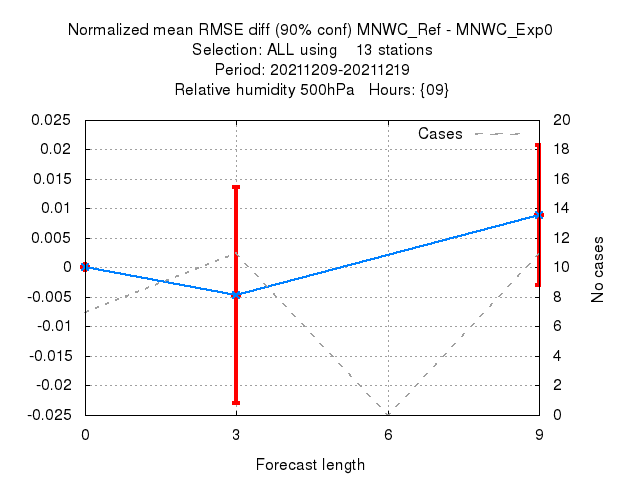 Normalized mean RMSE diff (90% conf) MNWC_Ref - MNWC_Exp0
Selection: ALL using    13 stations
Period: 20211209-20211219
Relative humidity 500hPa   Hours: {09}
0.025
0.02
0.015
0.01
0.005
0
-0.005
-0.01
-0.015
-0.02
-0.025
Cases
20
18
16
14
12
10
8
6
4
2
0
No cases
0 3 6 9
Forecast length